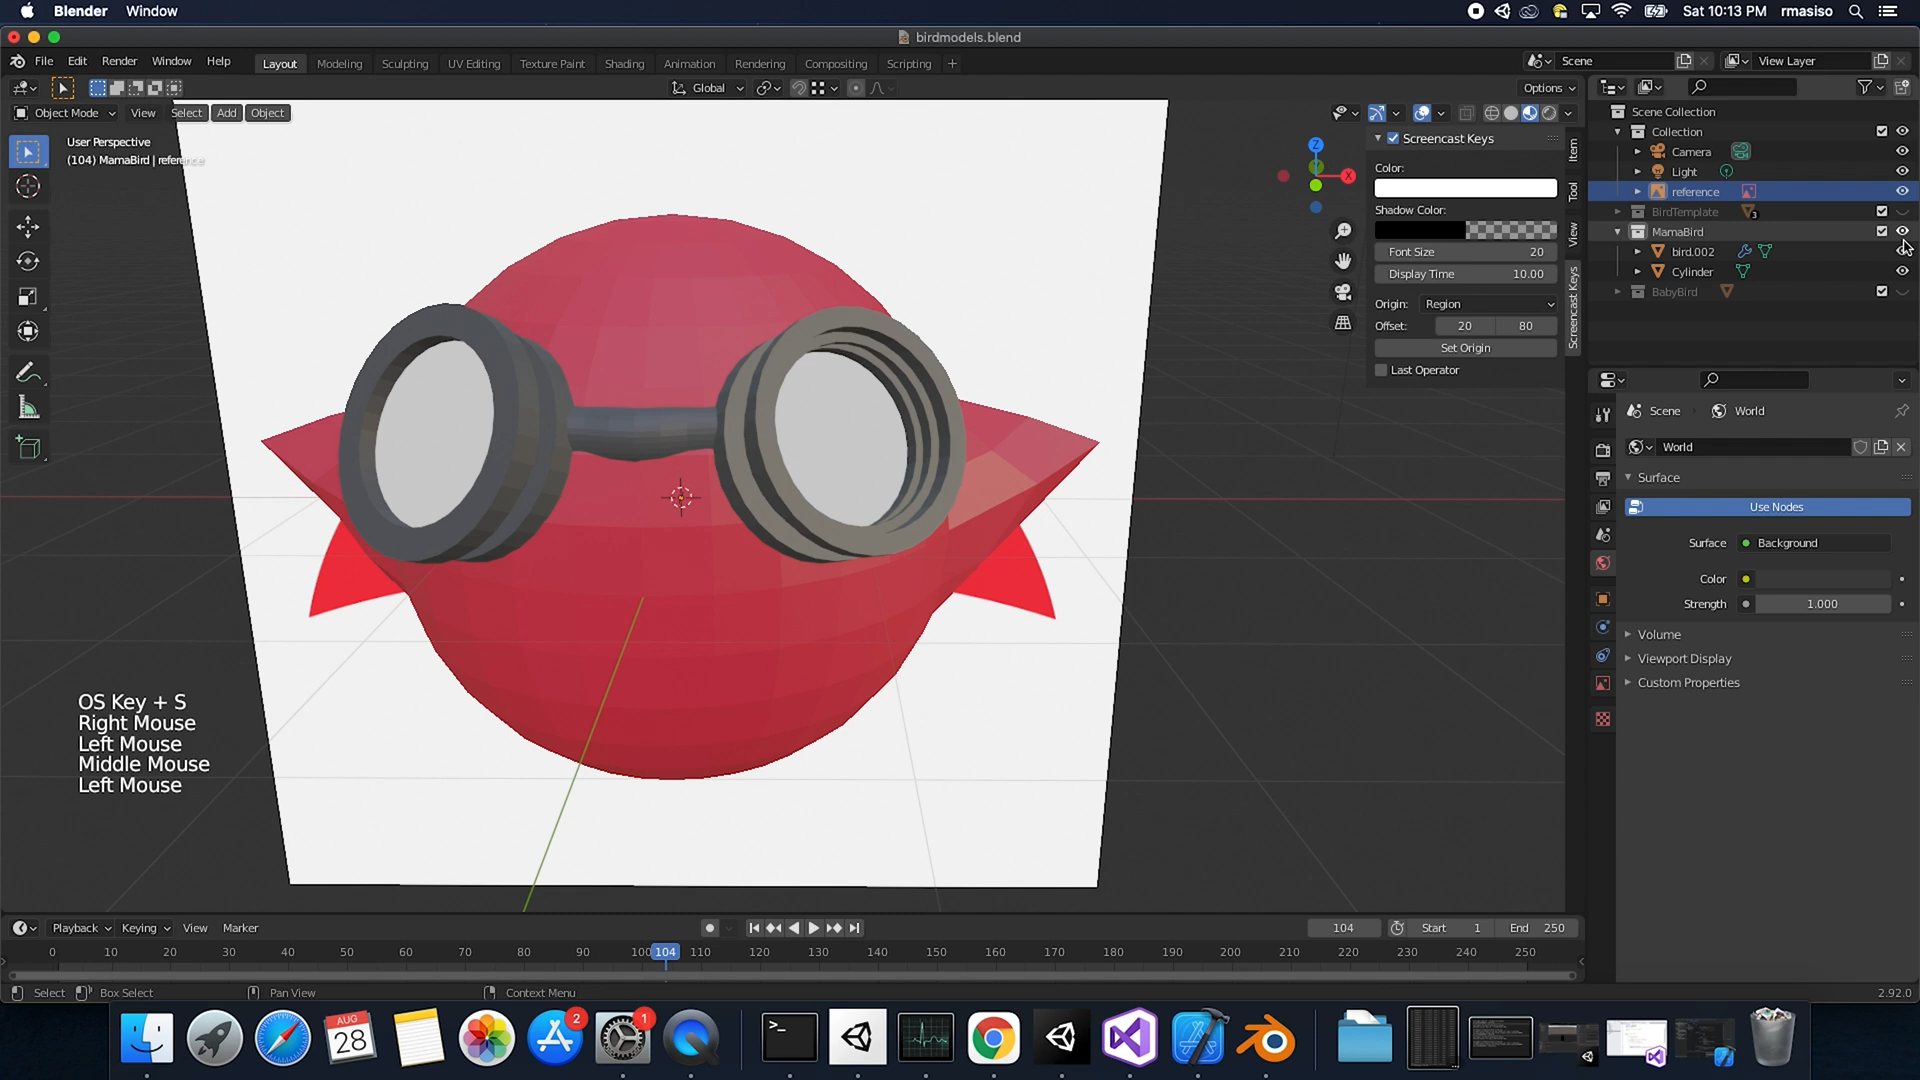 Blender Window
Sat 10:13 PM rmasiso
birdmodels.blend
File Edit Render Window Help
Layout Modeling Sculpting UV Editing Texture Paint Shading Animation Rendering Compositing Scripting +
Scene View Layer
Global Options
Object Mode View Select Add Object
User Perspective
(104) MamaBird | reference
Z
X
Screencast Keys
Color:
Shadow Color:
Font Size 20
Display Time 10.00
Origin: Region
Offset: 20 80
Set Origin
Last Operator
Item
Tool
View
Screencast Keys
Scene Collection
Collection
Camera
Light
reference
BirdTemplate 3
MamaBird
bird.002
Cylinder
BabyBird
Scene World
World
Surface
Use Nodes
Surface Background
Color
Strength 1.000
Volume
Viewport Display
Custom Properties
OS Key + S
Right Mouse
Left Mouse
Middle Mouse
Left Mouse
Playback Keying View Marker
104 Start 1 End 250
0 10 20 30 40 50 60 70 80 90 100 104 110 120 130 140 150 160 170 180 190 200 210 220 230 240 250
Select Box Select Pan View Context Menu
2.92.0
AUG
28
2
1